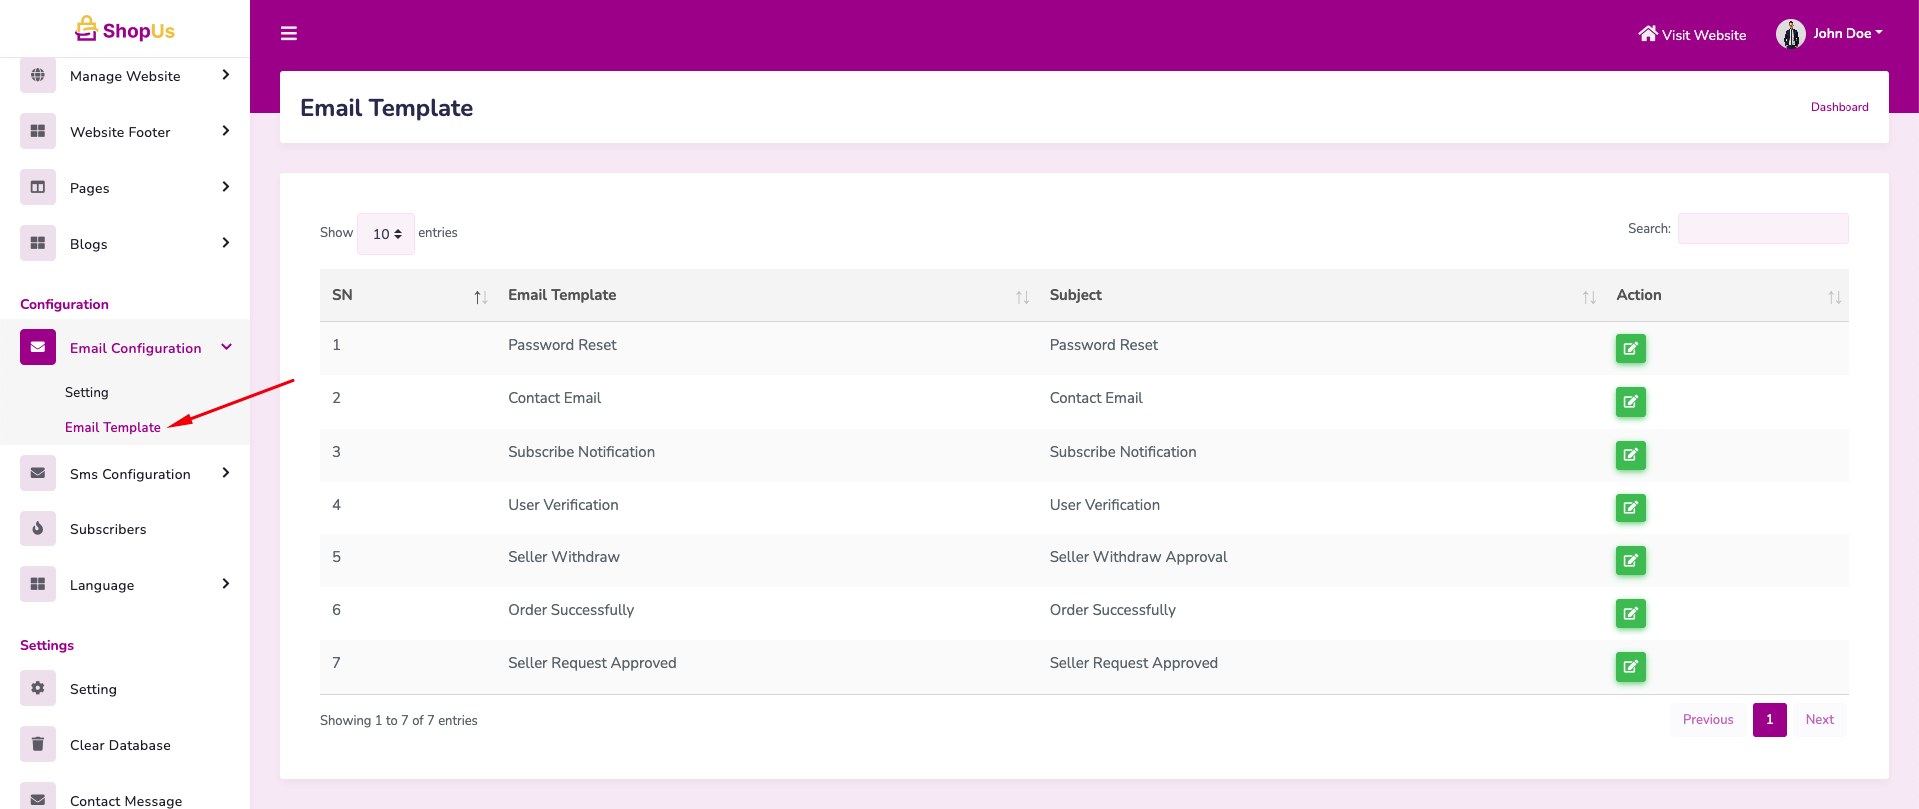 ShopUs
Manage Website
Website Footer
Pages
Blogs
Configuration
Email Configuration
Setting
Email Template
Sms Configuration
Subscribers
Language
Settings
Setting
Clear Database
Contact Message
Visit Website
John Doe
Email Template
Dashboard
Show 10 entries
Search:
SN Email Template Subject Action
1 Password Reset Password Reset
2 Contact Email Contact Email
3 Subscribe Notification Subscribe Notification
4 User Verification User Verification
5 Seller Withdraw Seller Withdraw Approval
6 Order Successfully Order Successfully
7 Seller Request Approved Seller Request Approved
Showing 1 to 7 of 7 entries
Previous 1 Next